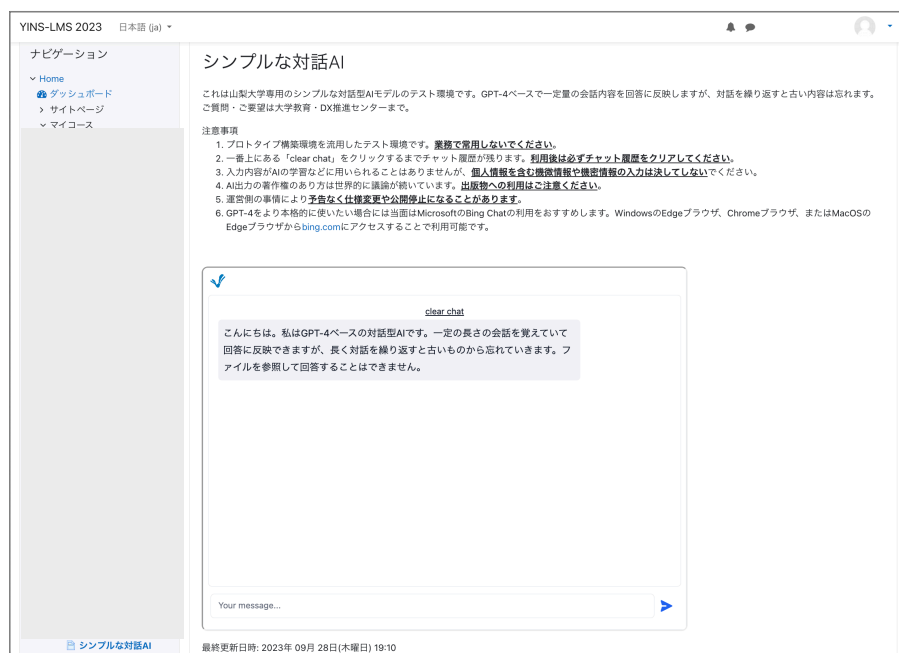 YINS-LMS 2023 日本語 (ja)
ナビゲーション
Home
ダッシュボード
サイトページ
マイコース
シンプルな対話AI
シンプルな対話AI
これは山梨大学専用のシンプルな対話型AIモデルのテスト環境です。GPT-4ベースで一定量の会話内容を回答に反映しますが、対話を繰り返すと古い内容は忘れます。
ご質問・ご要望は大学教育・DX推進センターまで。
注意事項
1. プロトタイプ構築環境を流用したテスト環境です。業務で常用しないでください。
2. 一番上にある「clear chat」をクリックするまでチャット履歴が残ります。利用後は必ずチャット履歴をクリアしてください。
3. 入力内容がAIの学習などに用いられることはありませんが、個人情報を含む機微情報や機密情報の入力は決してしないでください。
4. AI出力の著作権のあり方は世界的に議論が続いています。出版物への利用はご注意ください。
5. 運営側の事情により予告なく仕様変更や公開停止になることがあります。
6. GPT-4をより本格的に使いたい場合には当面はMicrosoftのBing Chatの利用をおすすめします。WindowsのEdgeブラウザ、Chromeブラウザ、またはMacOSの
Edgeブラウザからbing.comにアクセスすることで利用可能です。
clear chat
こんにちは。私はGPT-4ベースの対話型AIです。一定の長さの会話を覚えていて
回答に反映できますが、長く対話を繰り返すと古いものから忘れていきます。フ
ァイルを参照して回答することはできません。
Your message...
最終更新日時: 2023年 09月 28日(木曜日) 19:10